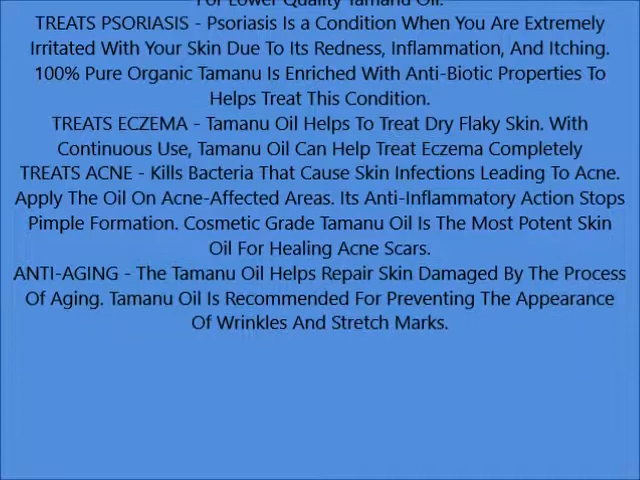 For Lower Quality Tamanu Oil.
TREATS PSORIASIS - Psoriasis Is a Condition When You Are Extremely
Irritated With Your Skin Due To Its Redness, Inflammation, And Itching.
100% Pure Organic Tamanu Is Enriched With Anti-Biotic Properties To
Helps Treat This Condition.
TREATS ECZEMA - Tamanu Oil Helps To Treat Dry Flaky Skin. With
Continuous Use, Tamanu Oil Can Help Treat Eczema Completely
TREATS ACNE - Kills Bacteria That Cause Skin Infections Leading To Acne.
Apply The Oil On Acne-Affected Areas. Its Anti-Inflammatory Action Stops
Pimple Formation. Cosmetic Grade Tamanu Oil Is The Most Potent Skin
Oil For Healing Acne Scars.
ANTI-AGING - The Tamanu Oil Helps Repair Skin Damaged By The Process
Of Aging. Tamanu Oil Is Recommended For Preventing The Appearance
Of Wrinkles And Stretch Marks.